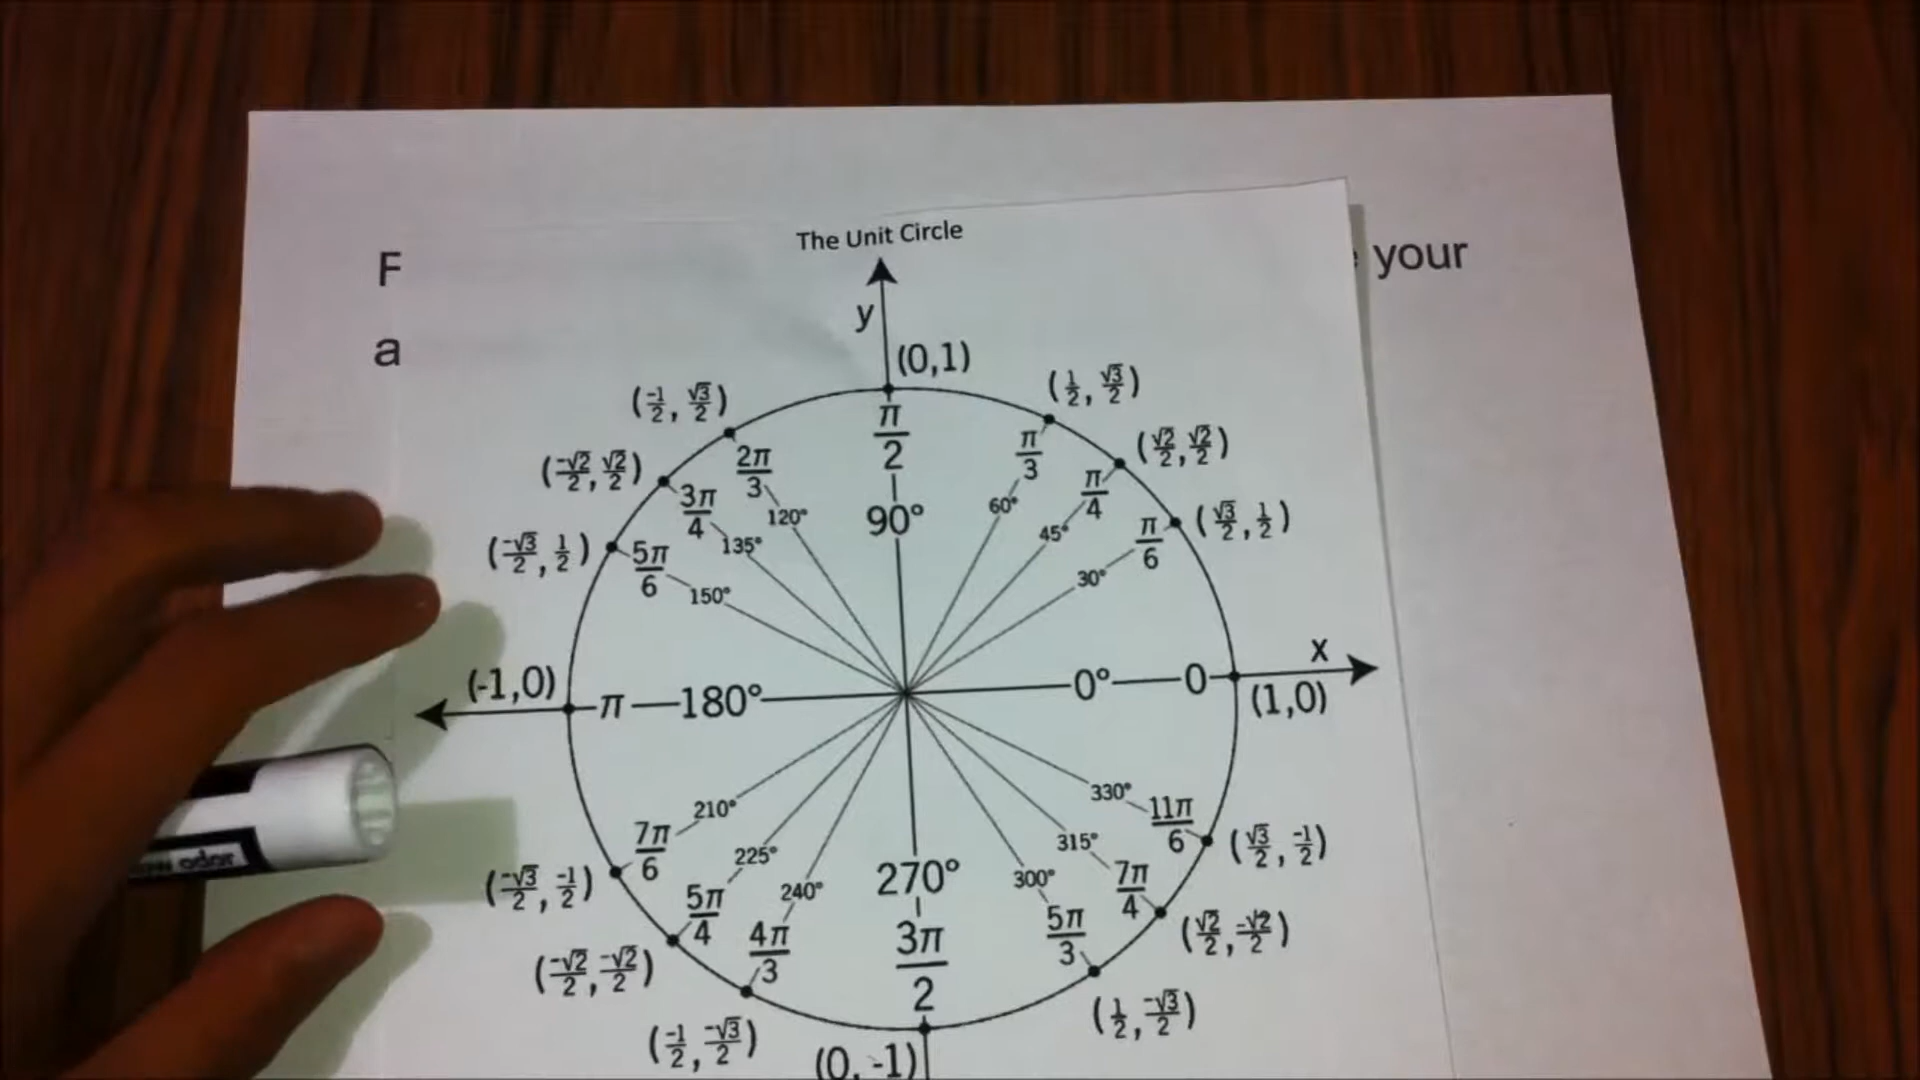 The Unit Circle
F your
a
y
(0,1)
(-1/2, √3/2) (1/2, √3/2)
(-√2/2, √2/2) π/2 (√2/2, √2/2)
2π/3 π/3
3π/4 π/4
120° 90° 60°
(-√3/2, 1/2) 5π/6 135° 45° π/6 (√3/2, 1/2)
150° 30°
(-1,0) π 180° 0° 0 x
(1,0)
210° 330°
7π/6 225° 315° 11π/6 (√3/2, -1/2)
(-√3/2, -1/2) 240° 270° 300° 7π/4
5π/4 4π/3 3π/2 5π/3 (√2/2, -√2/2)
(-√2/2, -√2/2) (1/2, -√3/2)
(-1/2, -√3/2) (0, -1)
odor